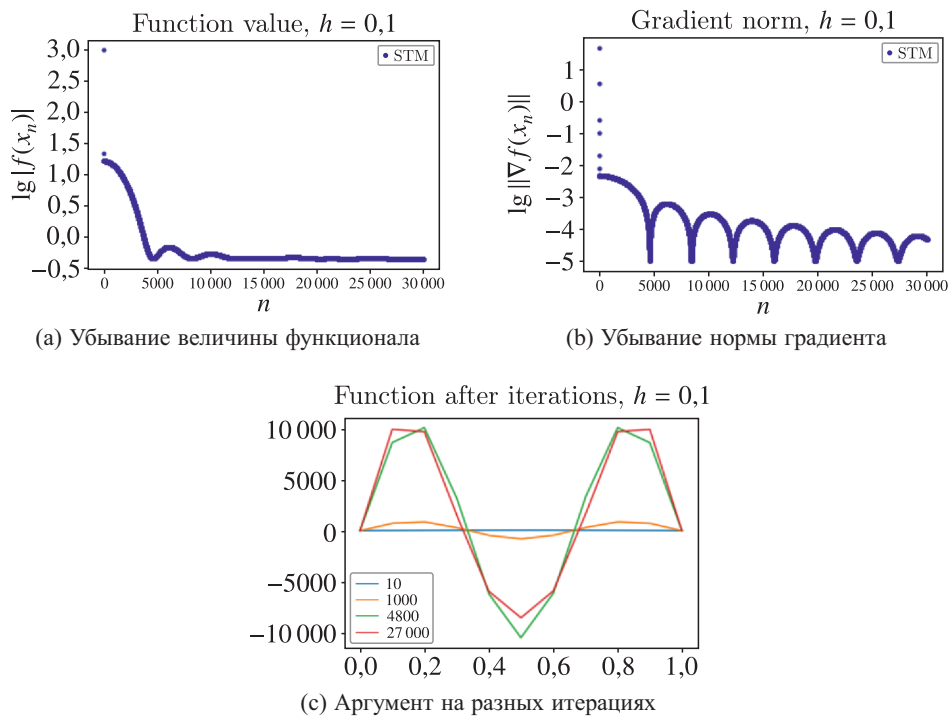 Function value, h = 0,1
lg |f(x_n)|
3,0
2,5
2,0
1,5
1,0
0,5
0,0
−0,5
STM
0 5000 10 000 15 000 20 000 25 000 30 000
n
(a) Убывание величины функционала
Gradient norm, h = 0,1
lg ||∇f(x_n)||
1
0
−1
−2
−3
−4
−5
STM
0 5000 10 000 15 000 20 000 25 000 30 000
n
(b) Убывание нормы градиента
Function after iterations, h = 0,1
10 000
5000
0
−5000
−10 000
10
1000
4800
27 000
0,0 0,2 0,4 0,6 0,8 1,0
(c) Аргумент на разных итерациях